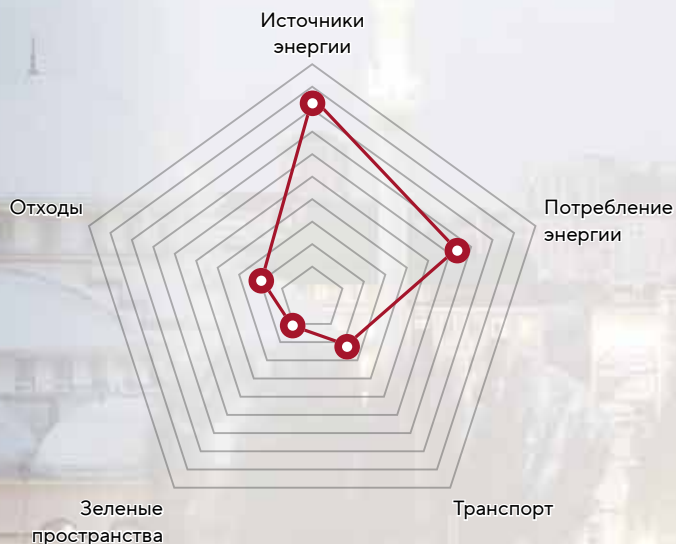 Источники
энергии
Отходы
Потребление
энергии
Зеленые
пространства
Транспорт